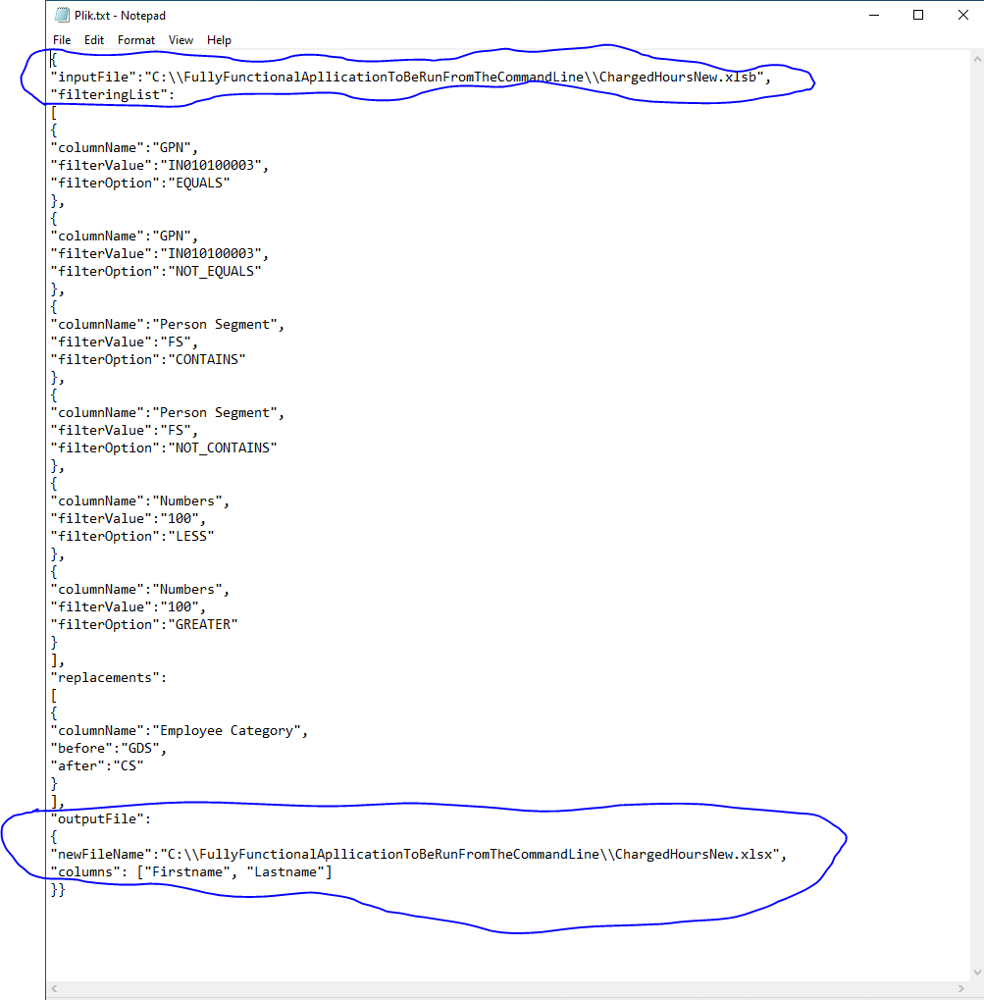 Plik.txt - Notepad
File Edit Format View Help
{
"inputFile":"C:\\FullyFunctionalApllicationToBeRunFromTheCommandLine\\ChargedHoursNew.xlsb",
"filteringList":
[
{
"columnName":"GPN",
"filterValue":"IN010100003",
"filterOption":"EQUALS"
},
{
"columnName":"GPN",
"filterValue":"IN010100003",
"filterOption":"NOT_EQUALS"
},
{
"columnName":"Person Segment",
"filterValue":"FS",
"filterOption":"CONTAINS"
},
{
"columnName":"Person Segment",
"filterValue":"FS",
"filterOption":"NOT_CONTAINS"
},
{
"columnName":"Numbers",
"filterValue":"100",
"filterOption":"LESS"
},
{
"columnName":"Numbers",
"filterValue":"100",
"filterOption":"GREATER"
}
],
"replacements":
[
{
"columnName":"Employee Category",
"before":"GDS",
"after":"CS"
}
],
"outputFile":
{
"newFileName":"C:\\FullyFunctionalApllicationToBeRunFromTheCommandLine\\ChargedHoursNew.xlsx",
"columns": ["Firstname", "Lastname"]
}}